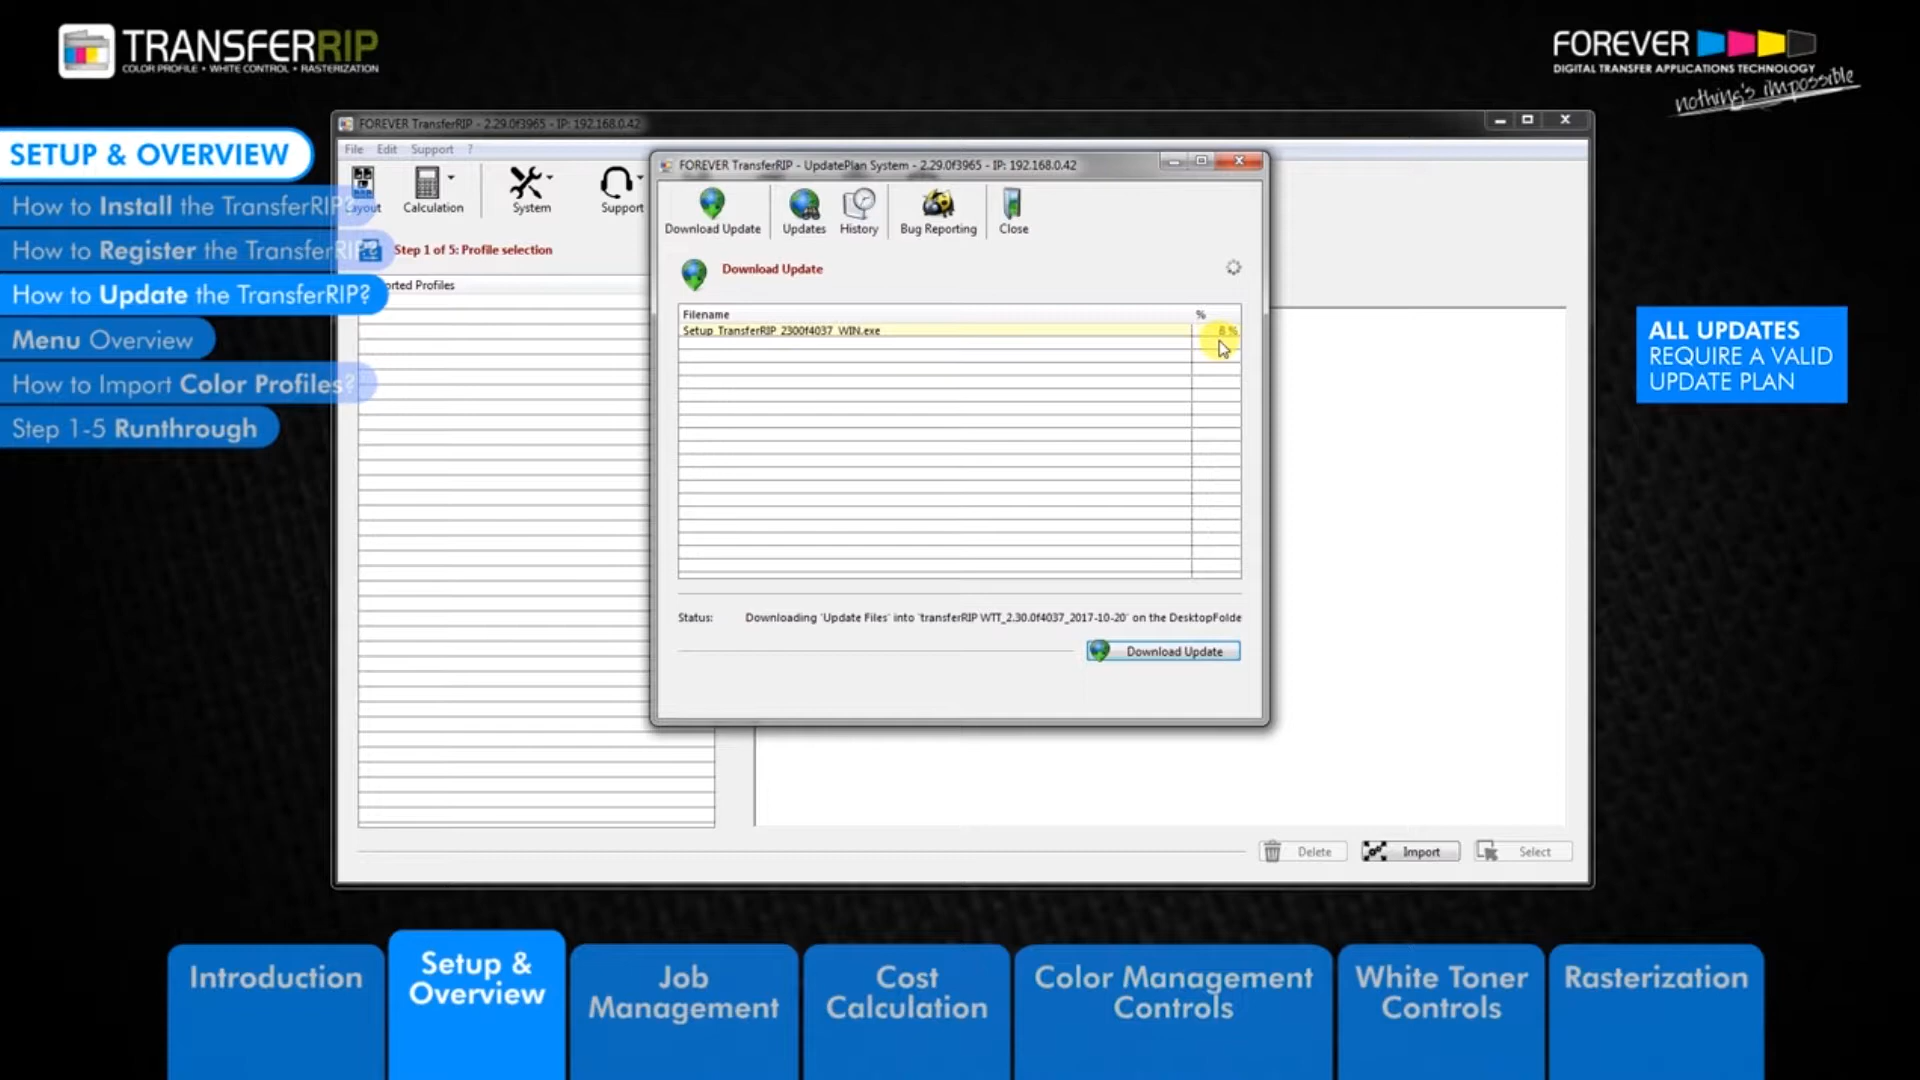 TRANSFERRIP
COLOR PROFILE • WHITE CONTROL • RASTERIZATION
FOREVER
DIGITAL TRANSFER APPLICATIONS TECHNOLOGY
nothing's impossible
SETUP & OVERVIEW
How to Install the TransferRIP?
How to Register the TransferRIP?
How to Update the TransferRIP?
Menu Overview
How to Import Color Profiles?
Step 1-5 Runthrough
FOREVER TransferRIP - 2.29.0f3965 - IP: 192.168.0.42
File Edit Support ?
Layout Calculation System Support
Step 1 of 5: Profile selection
orted Profiles
FOREVER TransferRIP - UpdatePlan System - 2.29.0f3965 - IP: 192.168.0.42
Download Update Updates History Bug Reporting Close
Download Update
Filename %
Setup_TransferRIP_2300f4037_WIN.exe 8 %
Status: Downloading 'Update Files' into 'transferRIP WTT_2.30.0f4037_2017-10-20' on the DesktopFolde
Download Update
Delete Import Select
ALL UPDATES
REQUIRE A VALID
UPDATE PLAN
Introduction
Setup &
Overview
Job
Management
Cost
Calculation
Color Management
Controls
White Toner
Controls
Rasterization